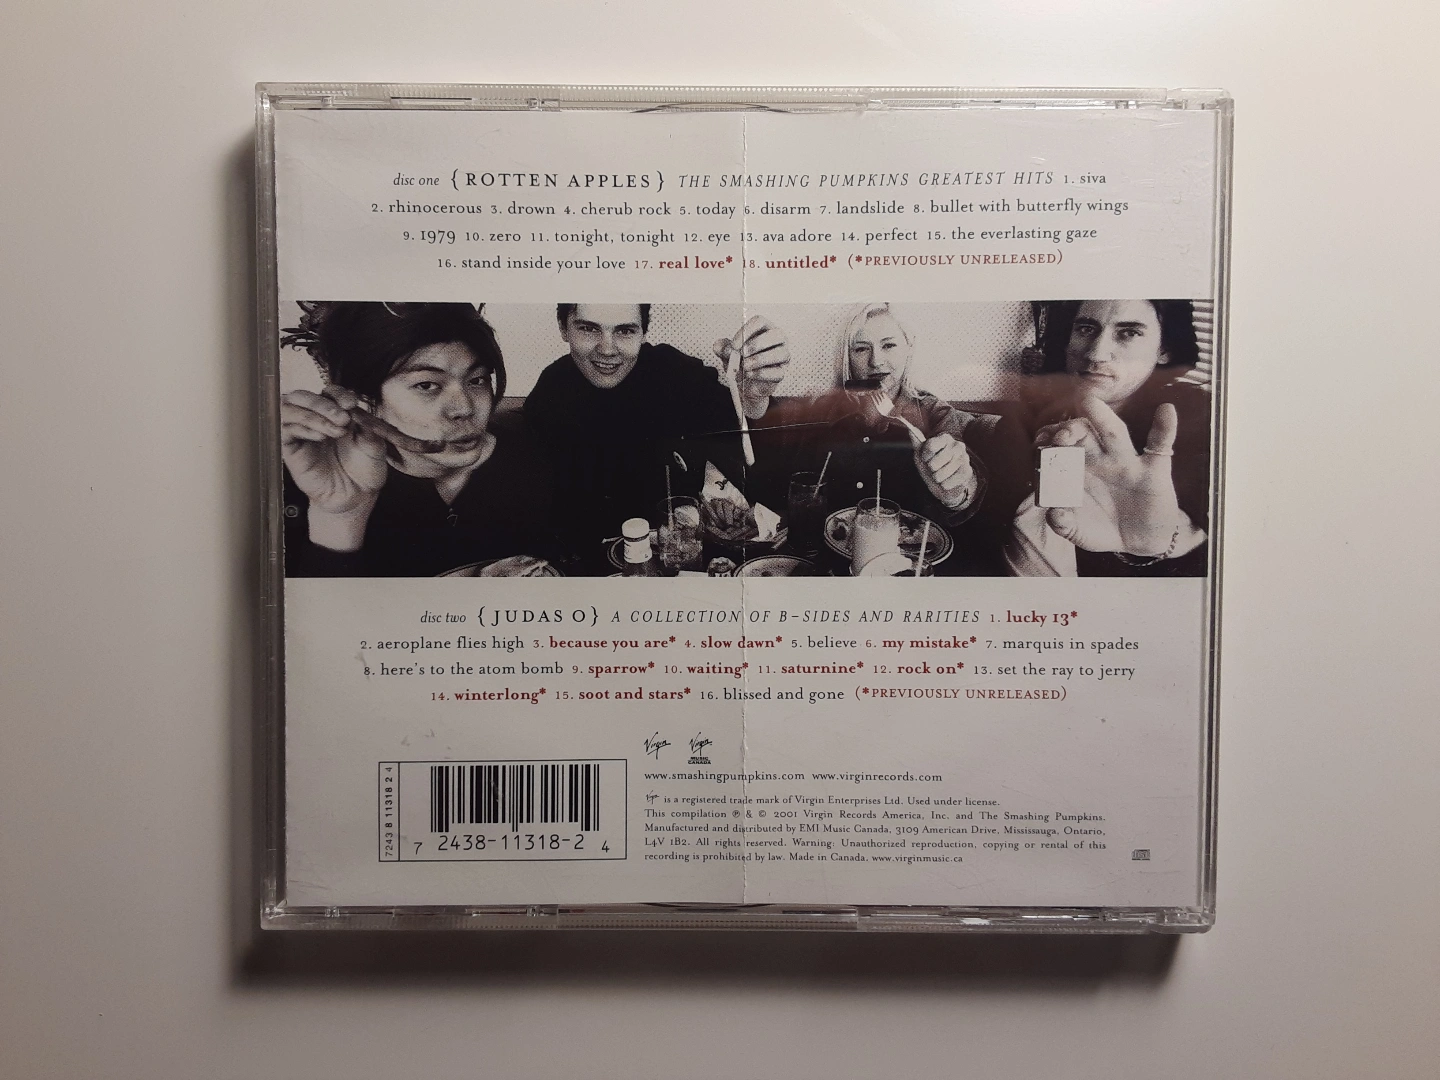 disc one {ROTTEN APPLES} THE SMASHING PUMPKINS GREATEST HITS 1. siva
2. rhinocerous 3. drown 4. cherub rock 5. today 6. disarm 7. landslide 8. bullet with butterfly wings
9. 1979 10. zero 11. tonight, tonight 12. eye 13. ava adore 14. perfect 15. the everlasting gaze
16. stand inside your love 17. real love* 18. untitled* (*PREVIOUSLY UNRELEASED)
disc two {JUDAS O} A COLLECTION OF B-SIDES AND RARITIES 1. lucky 13*
2. aeroplane flies high 3. because you are* 4. slow dawn* 5. believe 6. my mistake* 7. marquis in spades
8. here's to the atom bomb 9. sparrow* 10. waiting* 11. saturnine* 12. rock on* 13. set the ray to jerry
14. winterlong* 15. soot and stars* 16. blissed and gone (*PREVIOUSLY UNRELEASED)
7243 8 11318 2 4
7 2438-11318-2 4
Virgin Virgin
MUSIC
CANADA
www.smashingpumpkins.com www.virginrecords.com
Virgin is a registered trade mark of Virgin Enterprises Ltd. Used under license.
This compilation ℗ & © 2001 Virgin Records America, Inc. and The Smashing Pumpkins.
Manufactured and distributed by EMI Music Canada, 3109 American Drive, Mississauga, Ontario,
L4V 1B2. All rights reserved. Warning: Unauthorized reproduction, copying or rental of this
recording is prohibited by law. Made in Canada. www.virginmusic.ca